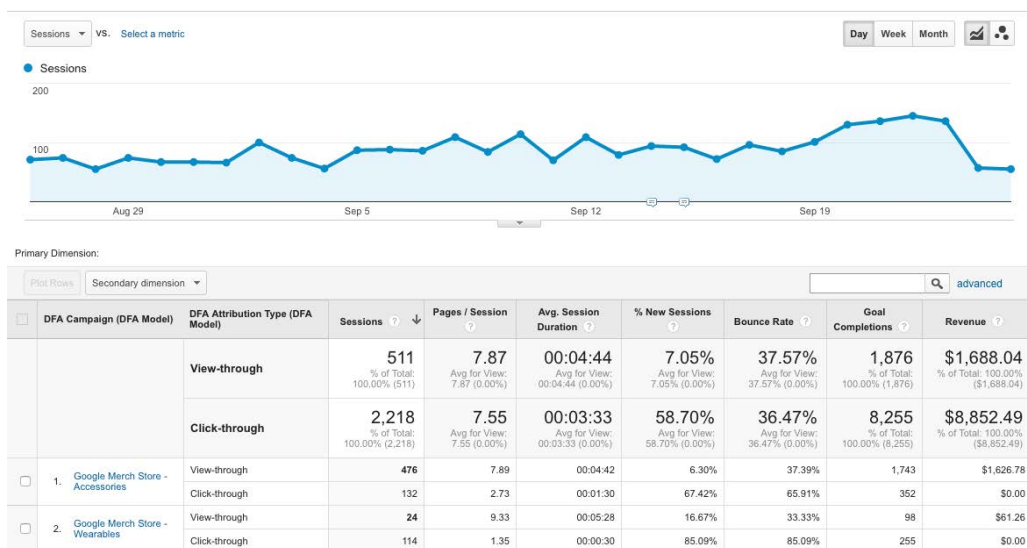 Sessions VS. Select a metric Day Week Month
Sessions
200
100
Aug 29 Sep 5 Sep 12 Sep 19
Primary Dimension:
Plot Rows Secondary dimension advanced
DFA Campaign (DFA Model) DFA Attribution Type (DFA Model) Sessions ? Pages / Session ? Avg. Session Duration ? % New Sessions ? Bounce Rate ? Goal Completions ? Revenue ?
View-through 511 7.87 00:04:44 7.05% 37.57% 1,876 $1,688.04
% of Total: Avg for View: Avg for View: Avg for View: Avg for View: % of Total: % of Total: 100.00%
100.00% (511) 7.87 (0.00%) 00:04:44 (0.00%) 7.05% (0.00%) 37.57% (0.00%) 100.00% (1,876) ($1,688.04)
Click-through 2,218 7.55 00:03:33 58.70% 36.47% 8,255 $8,852.49
% of Total: Avg for View: Avg for View: Avg for View: Avg for View: % of Total: % of Total: 100.00%
100.00% (2,218) 7.55 (0.00%) 00:03:33 (0.00%) 58.70% (0.00%) 36.47% (0.00%) 100.00% (8,255) ($8,852.49)
1. Google Merch Store - Accessories View-through 476 7.89 00:04:42 6.30% 37.39% 1,743 $1,626.78
Click-through 132 2.73 00:01:30 67.42% 65.91% 352 $0.00
2. Google Merch Store - Wearables View-through 24 9.33 00:05:28 16.67% 33.33% 98 $61.26
Click-through 114 1.35 00:00:30 85.09% 85.09% 255 $0.00